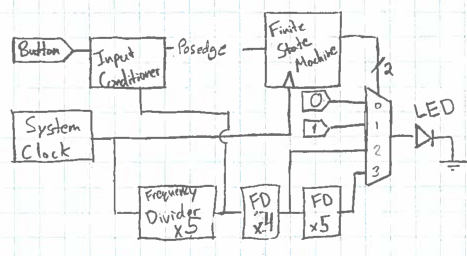 Button
Input
Conditioner
Posedge
Finite
State
Machine
2
0
1
0
1
2
3
LED
System
Clock
Frequency
Divider
x5
FD
x4
FD
x5